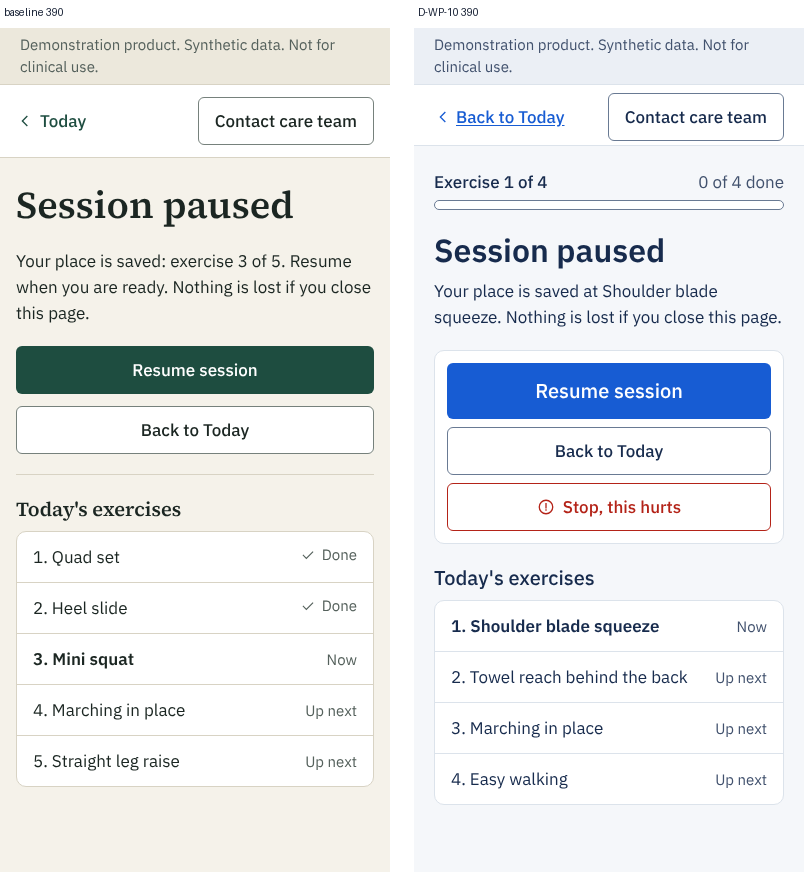 baseline 390
Demonstration product. Synthetic data. Not for
clinical use.
Today
Contact care team
Session paused
Your place is saved: exercise 3 of 5. Resume
when you are ready. Nothing is lost if you close
this page.
Resume session
Back to Today
Today's exercises
1. Quad set Done
2. Heel slide Done
3. Mini squat Now
4. Marching in place Up next
5. Straight leg raise Up next
D-WP-10 390
Demonstration product. Synthetic data. Not for
clinical use.
Back to Today
Contact care team
Exercise 1 of 4 0 of 4 done
Session paused
Your place is saved at Shoulder blade
squeeze. Nothing is lost if you close this page.
Resume session
Back to Today
Stop, this hurts
Today's exercises
1. Shoulder blade squeeze Now
2. Towel reach behind the back Up next
3. Marching in place Up next
4. Easy walking Up next